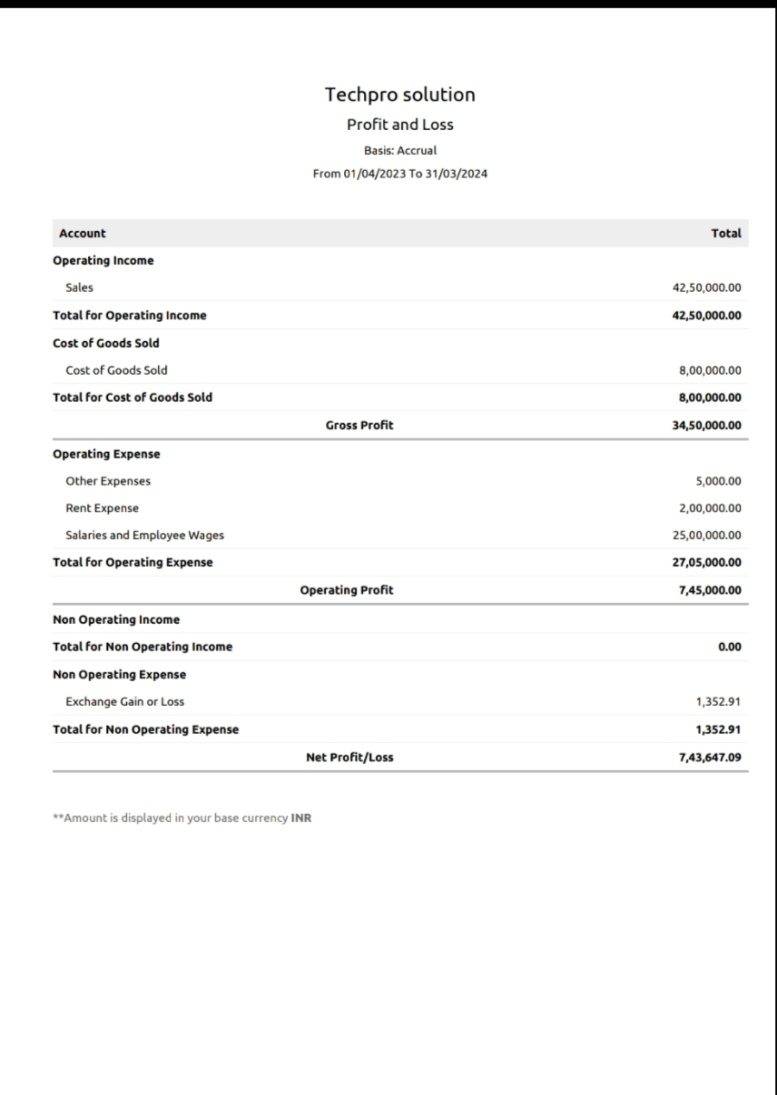 Techpro solution
Profit and Loss
Basis: Accrual
From 01/04/2023 To 31/03/2024
Account Total
Operating Income
Sales 42,50,000.00
Total for Operating Income 42,50,000.00
Cost of Goods Sold
Cost of Goods Sold 8,00,000.00
Total for Cost of Goods Sold 8,00,000.00
Gross Profit 34,50,000.00
Operating Expense
Other Expenses 5,000.00
Rent Expense 2,00,000.00
Salaries and Employee Wages 25,00,000.00
Total for Operating Expense 27,05,000.00
Operating Profit 7,45,000.00
Non Operating Income
Total for Non Operating Income 0.00
Non Operating Expense
Exchange Gain or Loss 1,352.91
Total for Non Operating Expense 1,352.91
Net Profit/Loss 7,43,647.09
**Amount is displayed in your base currency INR